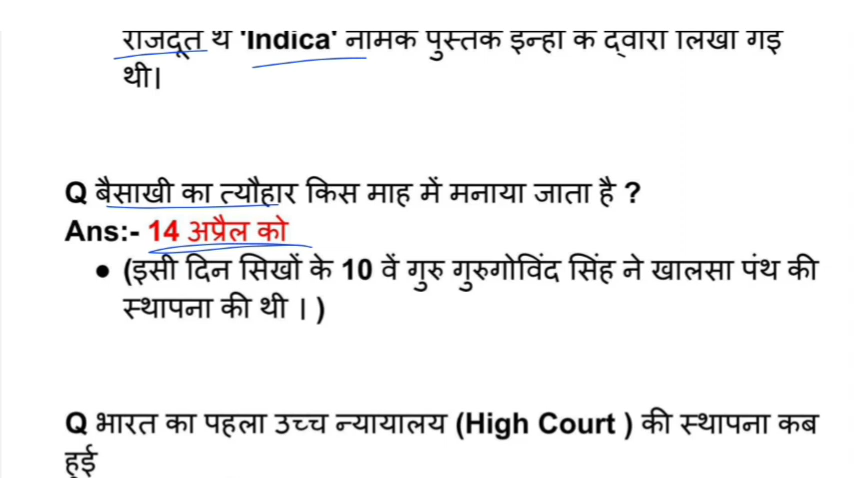 राजदूत थे 'Indica' नामक पुस्तक इन्हीं के द्वारा लिखी गई
थी।
Q बैसाखी का त्यौहार किस माह में मनाया जाता है ?
Ans:- 14 अप्रैल को
• (इसी दिन सिखों के 10 वें गुरु गुरुगोविंद सिंह ने खालसा पंथ की
स्थापना की थी । )
Q भारत का पहला उच्च न्यायालय (High Court ) की स्थापना कब
हुई